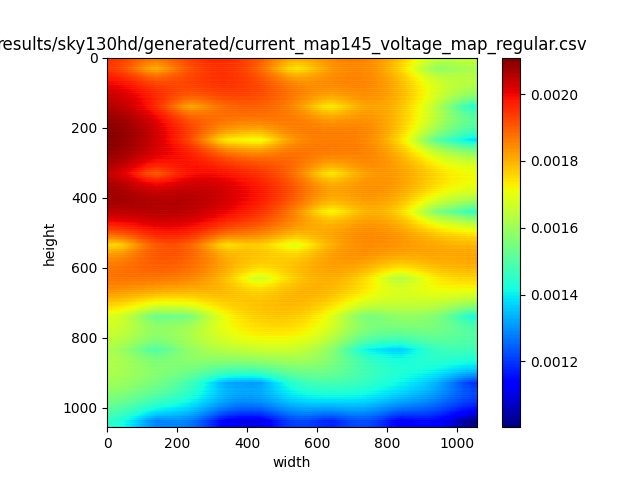 results/sky130hd/generated/current_map145_voltage_map_regular.csv
height
0
200
400
600
800
1000
0 200 400 600 800 1000
width
0.0020
0.0018
0.0016
0.0014
0.0012